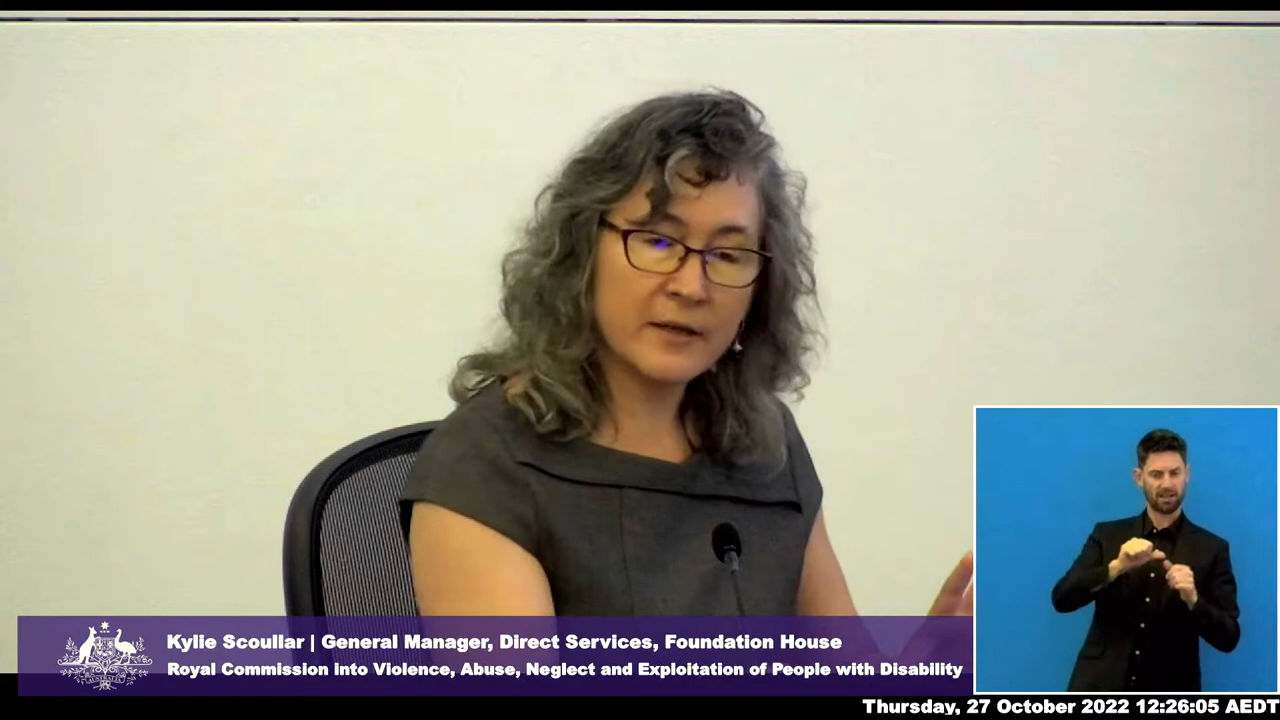 Kylie Scoullar | General Manager, Direct Services, Foundation House
Royal Commission into Violence, Abuse, Neglect and Exploitation of People with Disability
Thursday, 27 October 2022 12:26:05 AEDT